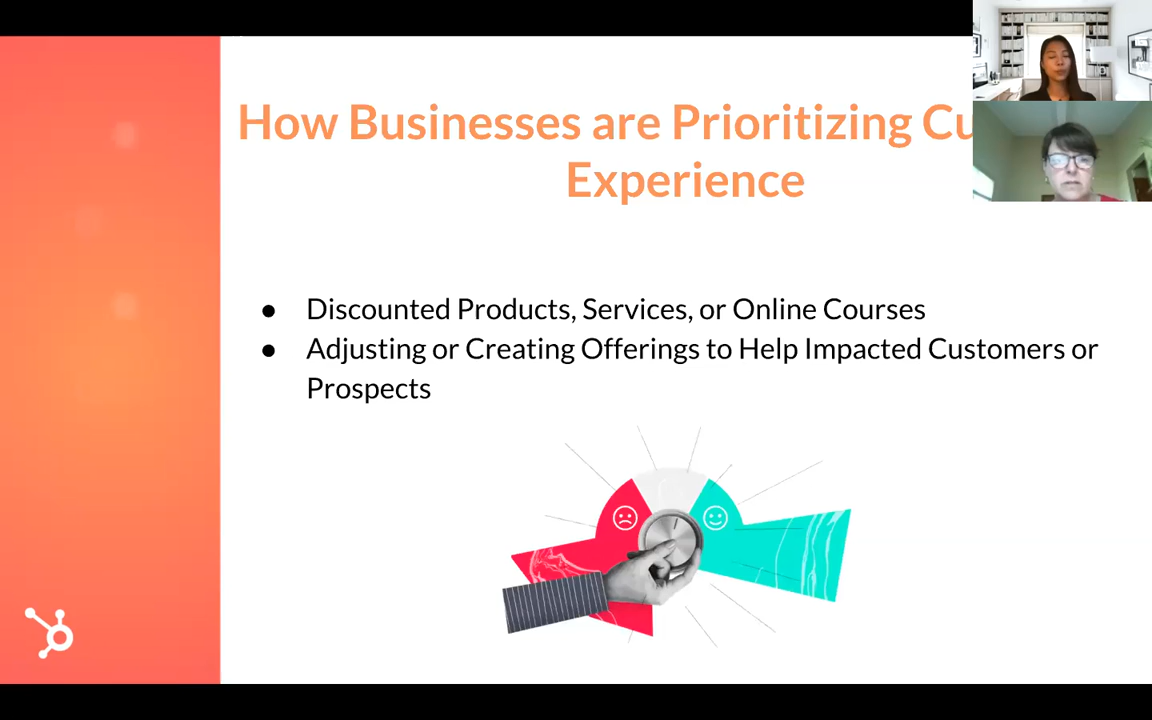 How Businesses are Prioritizing Cu
Experience
● Discounted Products, Services, or Online Courses
● Adjusting or Creating Offerings to Help Impacted Customers or
Prospects